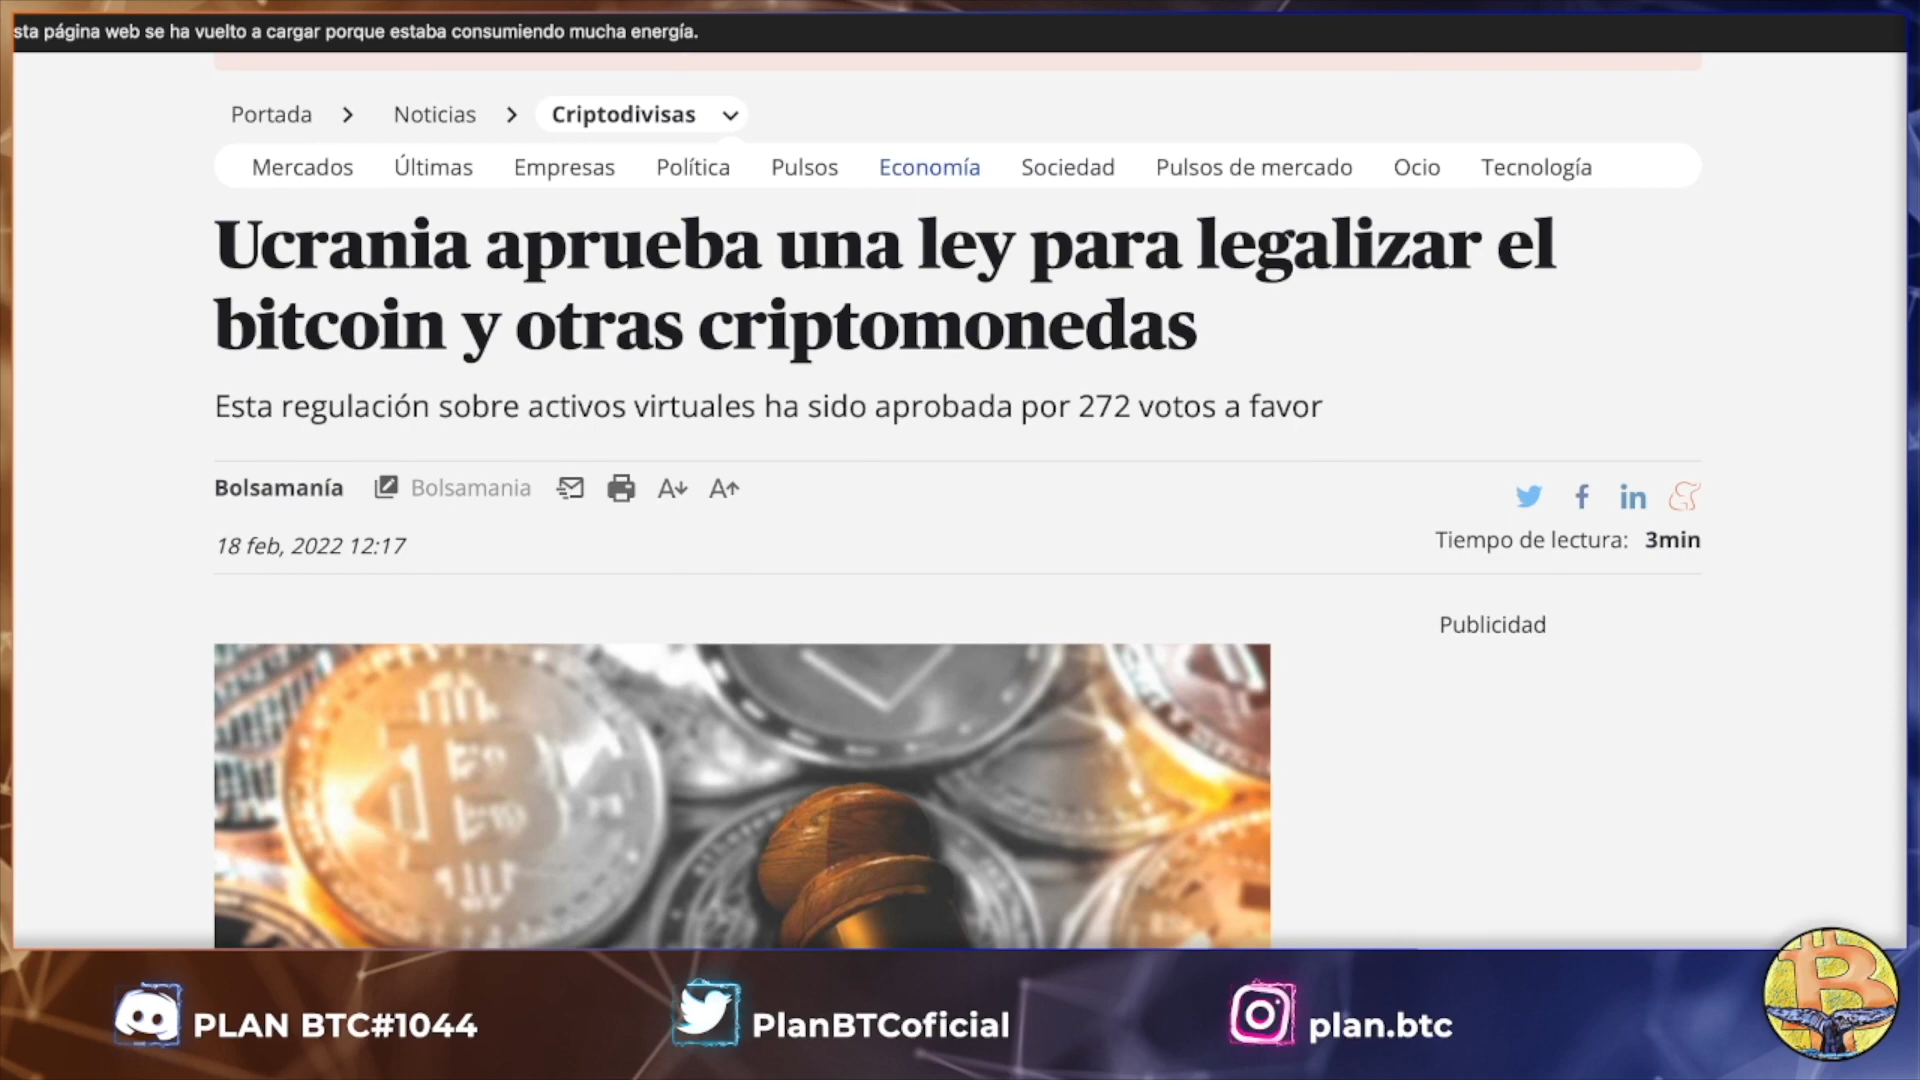 sta página web se ha vuelto a cargar porque estaba consumiendo mucha energía.
Portada > Noticias > Criptodivisas
Mercados Últimas Empresas Política Pulsos Economía Sociedad Pulsos de mercado Ocio Tecnología
Ucrania aprueba una ley para legalizar el
bitcoin y otras criptomonedas
Esta regulación sobre activos virtuales ha sido aprobada por 272 votos a favor
Bolsamanía Bolsamania A A
18 feb, 2022 12:17
Tiempo de lectura: 3min
Publicidad
PLAN BTC#1044 PlanBTCoficial plan.btc